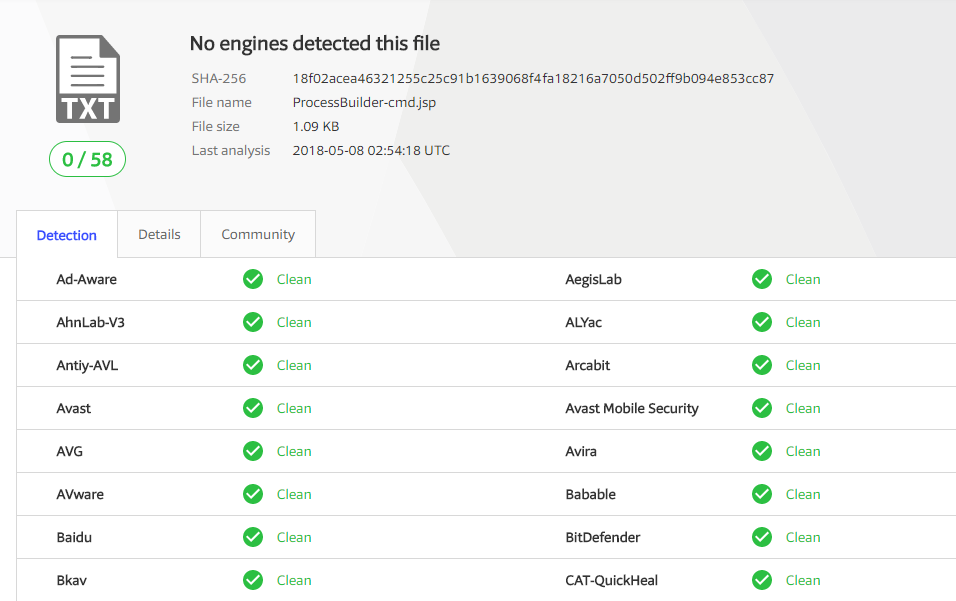 No engines detected this file
SHA-256 18f02acea46321255c25c91b1639068f4fa18216a7050d502ff9b094e853cc87
File name ProcessBuilder-cmd.jsp
File size 1.09 KB
Last analysis 2018-05-08 02:54:18 UTC
TXT
0 / 58
Detection Details Community
Ad-Aware Clean AegisLab Clean
AhnLab-V3 Clean ALYac Clean
Antiy-AVL Clean Arcabit Clean
Avast Clean Avast Mobile Security Clean
AVG Clean Avira Clean
AVware Clean Babable Clean
Baidu Clean BitDefender Clean
Bkav Clean CAT-QuickHeal Clean